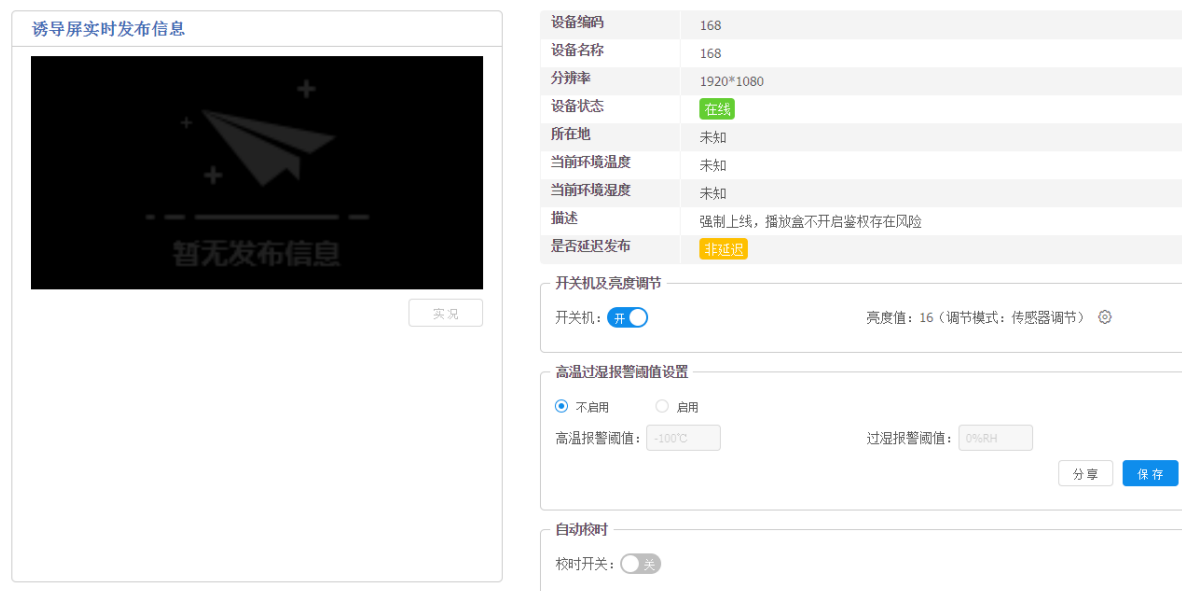 诱导屏实时发布信息
暂无发布信息
实况
设备编码 168
设备名称 168
分辨率 1920*1080
设备状态 在线
所在地 未知
当前环境温度 未知
当前环境湿度 未知
描述 强制上线，播放盒不开启鉴权存在风险
是否延迟发布 非延迟
开关机及亮度调节
开关机： 开 亮度值：16（调节模式：传感器调节）
高温过湿报警阈值设置
不启用 启用
高温报警阈值： -100℃ 过湿报警阈值： 0%RH
分享 保存
自动校时
校时开关： 关